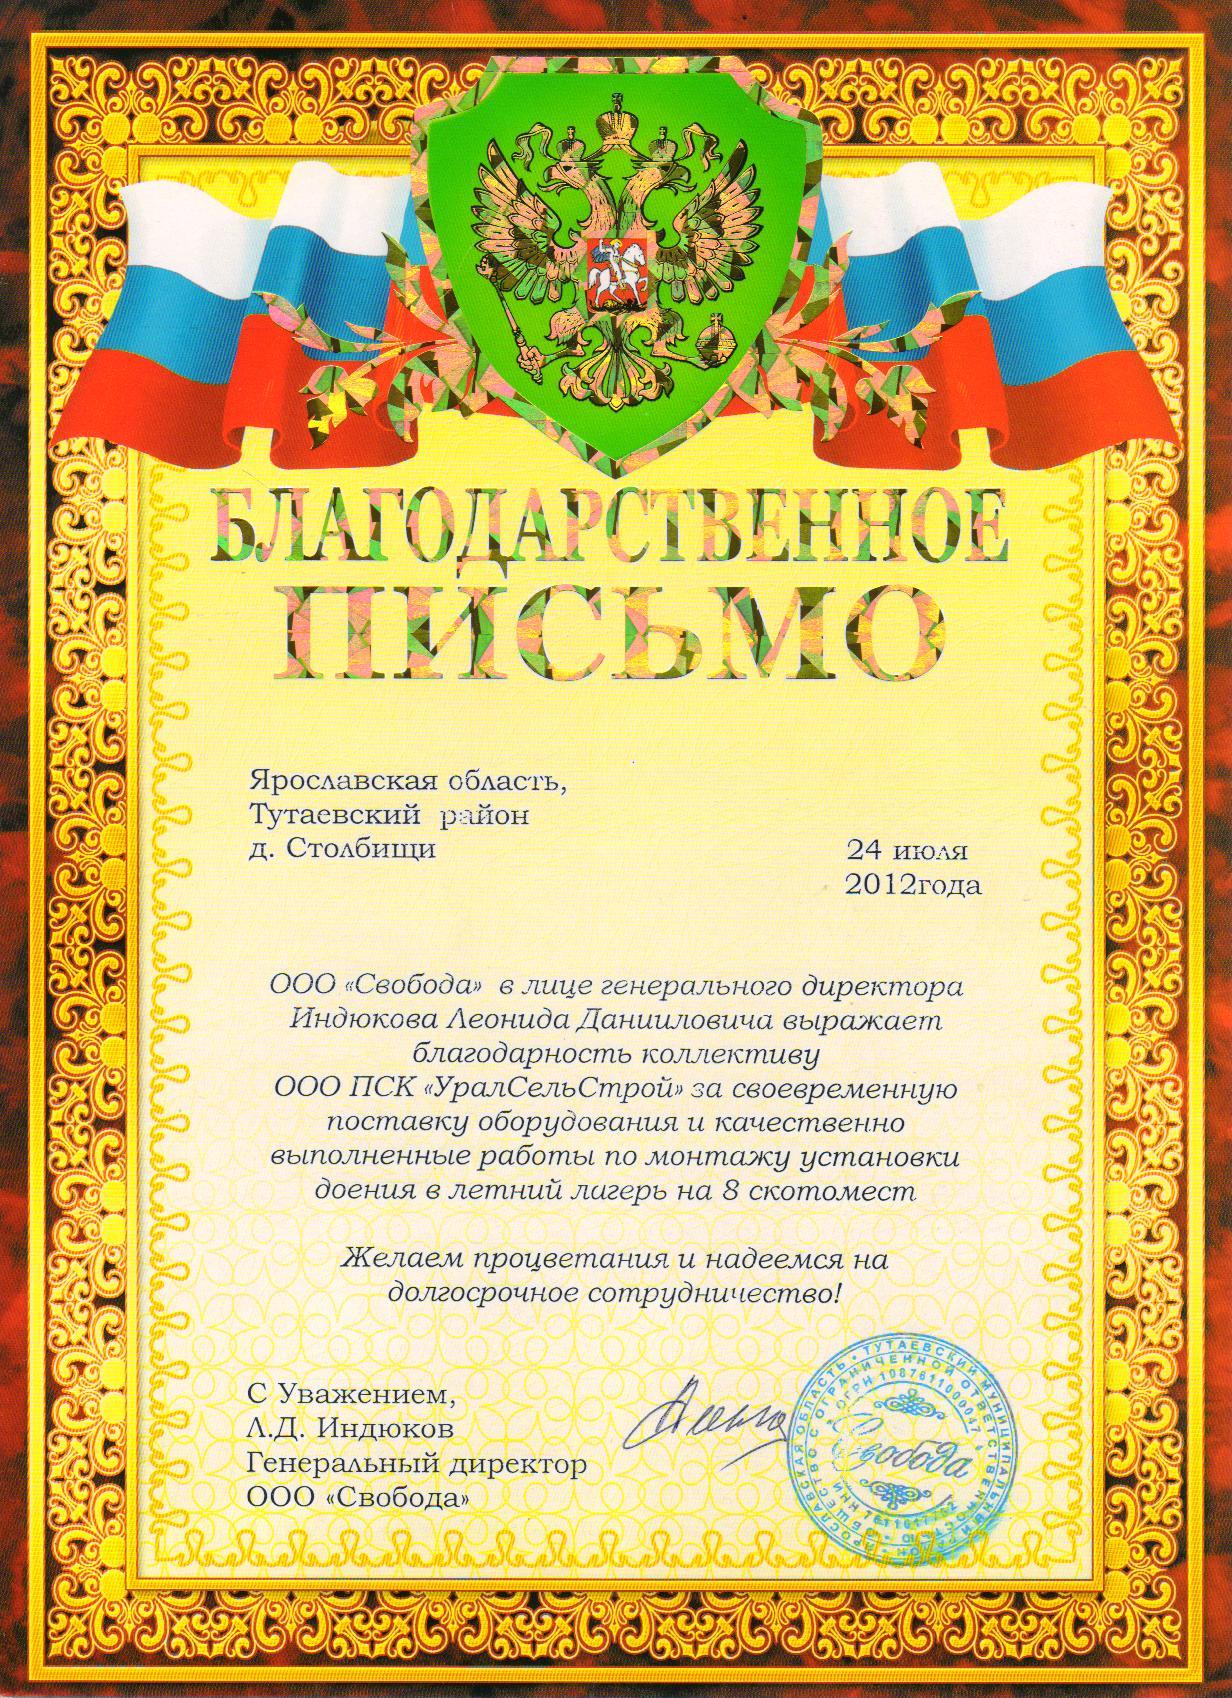 БЛАГОДАРСТВЕННОЕ
ПИСЬМО
Ярославская область,
Тутаевский район
д. Столбищи
24 июля
2012года
ООО «Свобода» в лице генерального директора
Индюкова Леонида Данииловича выражает
благодарность коллективу
ООО ПСК «УралСельСтрой» за своевременную
поставку оборудования и качественно
выполненные работы по монтажу установки
доения в летний лагерь на 8 скотомест
Желаем процветания и надеемся на
долгосрочное сотрудничество!
С Уважением,
Л.Д. Индюков
Генеральный директор
ООО «Свобода»
ЯРОСЛАВСКАЯ ОБЛАСТЬ • ТУТАЕВСКИЙ МУНИЦИПАЛЬНЫЙ РАЙОН
ОБЩЕСТВО С ОГРАНИЧЕННОЙ ОТВЕТСТВЕННОСТЬЮ
ОГРН 1087611000047
Свобода
ИНН